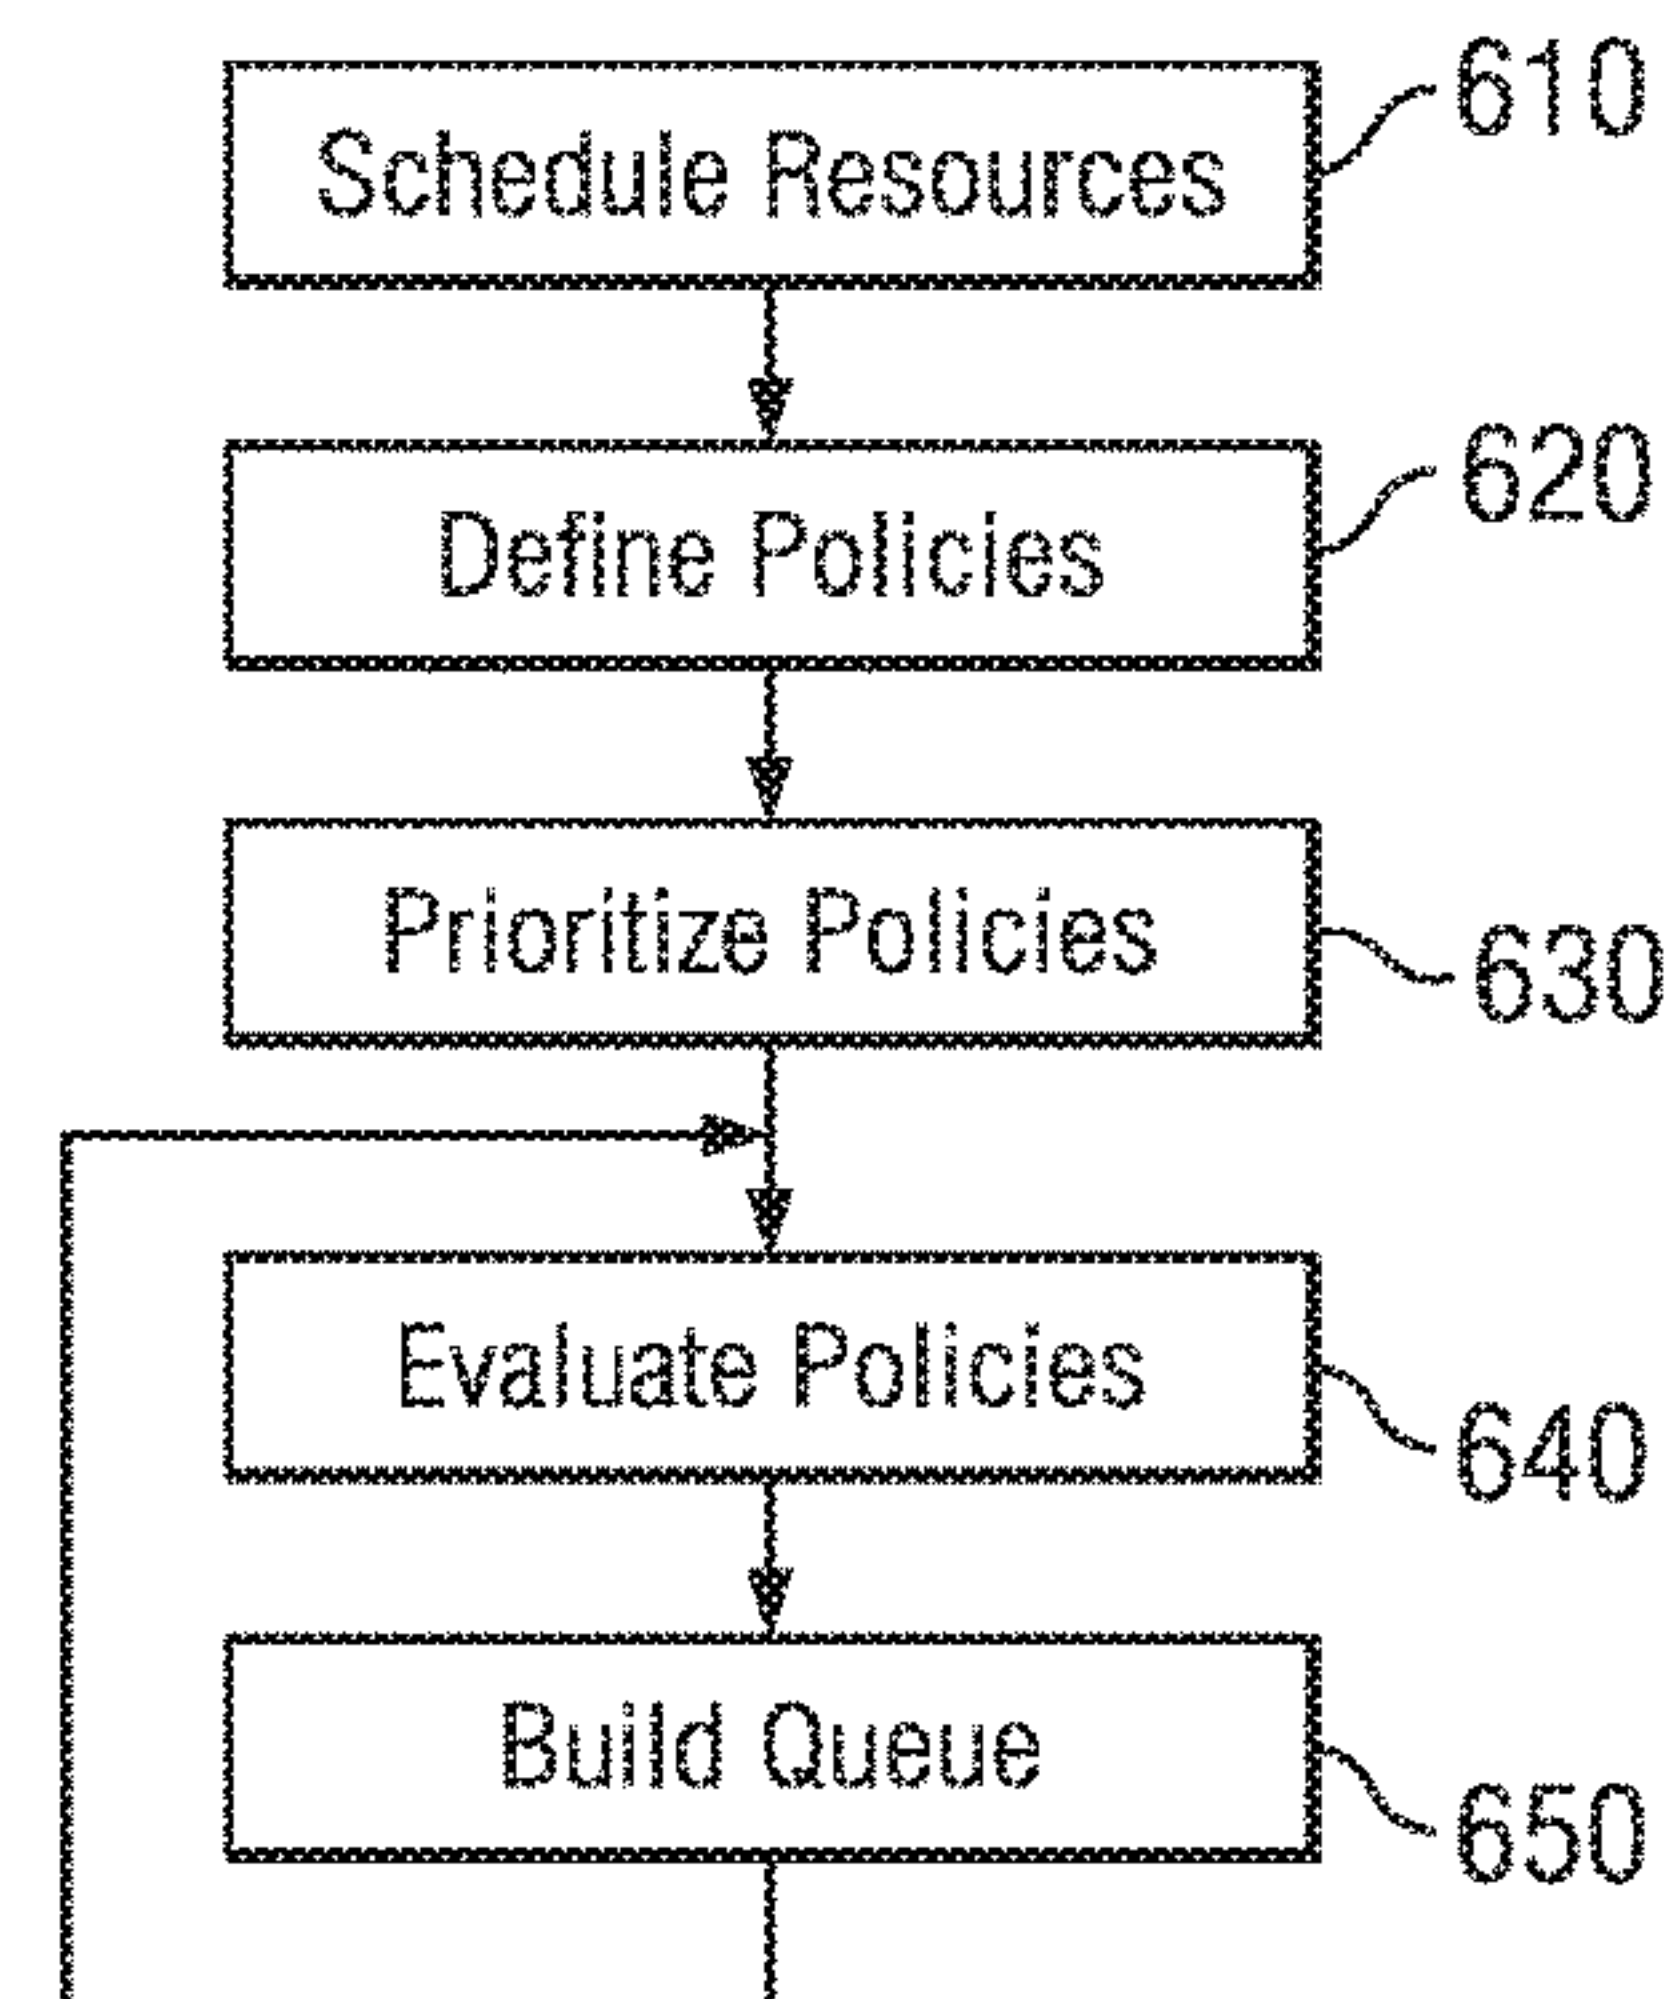 Schedule Resources
610
Define Policies
620
Prioritize Policies
630
Evaluate Policies
640
Build Queue
650